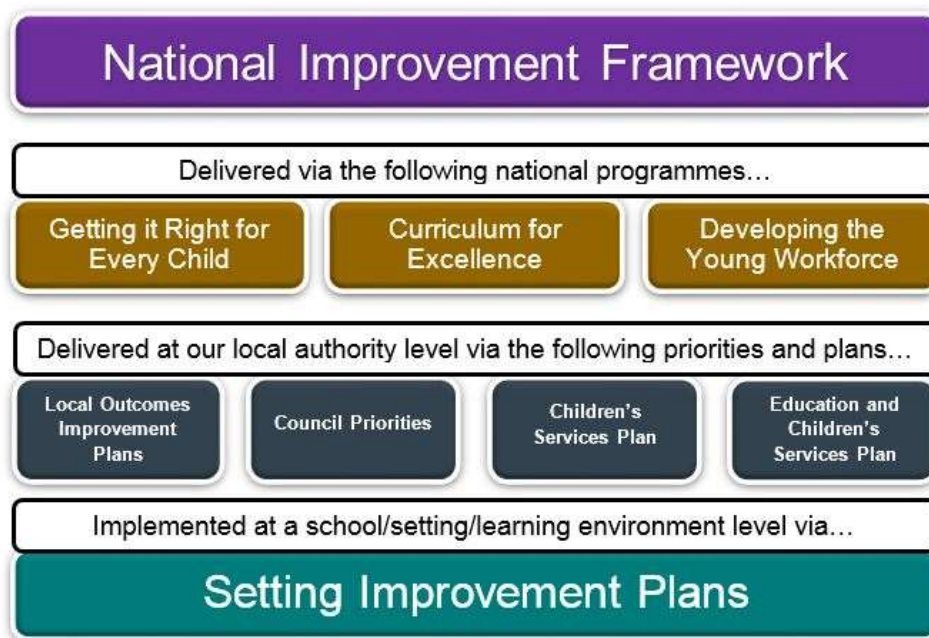 National Improvement Framework
Delivered via the following national programmes…
Getting it Right for
Every Child
Curriculum for
Excellence
Developing the
Young Workforce
Delivered at our local authority level via the following priorities and plans…
Local Outcomes
Improvement
Plans
Council Priorities
Children’s
Services Plan
Education and
Children’s
Services Plan
Implemented at a school/setting/learning environment level via…
Setting Improvement Plans